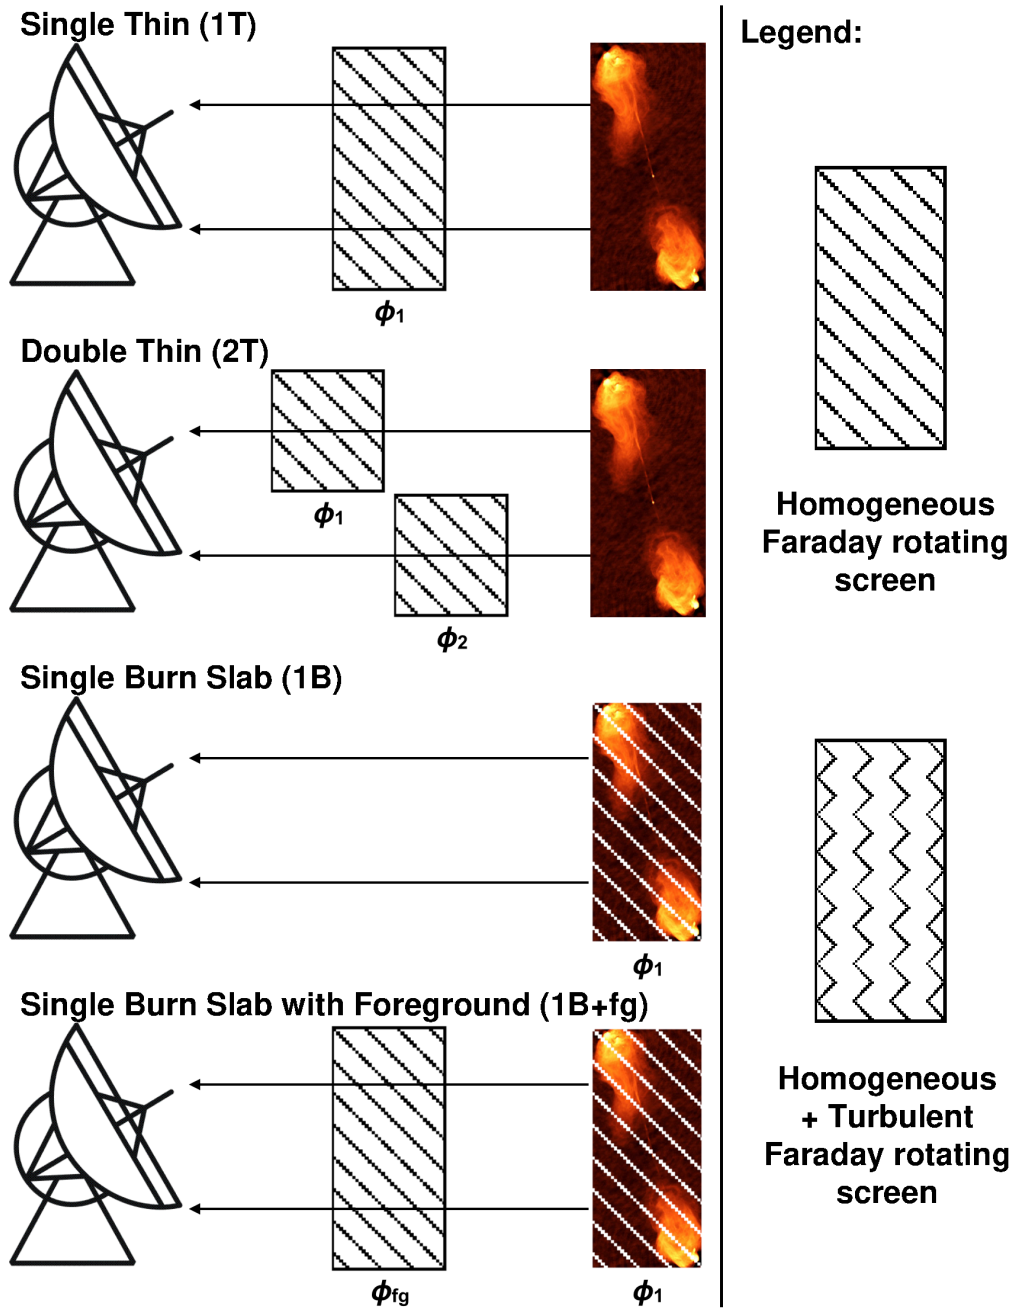 Single Thin (1T)
ϕ1
Double Thin (2T)
ϕ1
ϕ2
Single Burn Slab (1B)
ϕ1
Single Burn Slab with Foreground (1B+fg)
ϕfg
ϕ1
Legend:
Homogeneous
Faraday rotating
screen
Homogeneous
+ Turbulent
Faraday rotating
screen